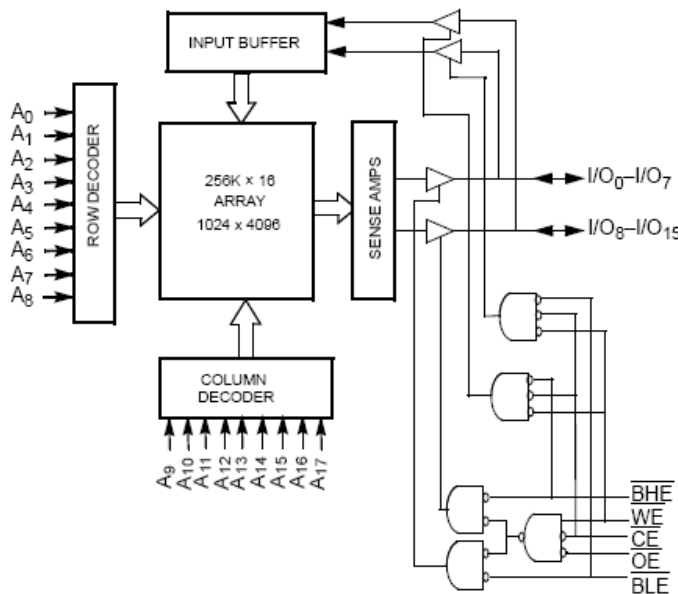 INPUT BUFFER
A0
A1
A2
A3
A4
A5
A6
A7
A8
ROW DECODER
256K × 16
ARRAY
1024 x 4096
SENSE AMPS
I/O0–I/O7
I/O8–I/O15
COLUMN
DECODER
A9
A10
A11
A12
A13
A14
A15
A16
A17
BHE
WE
CE
OE
BLE